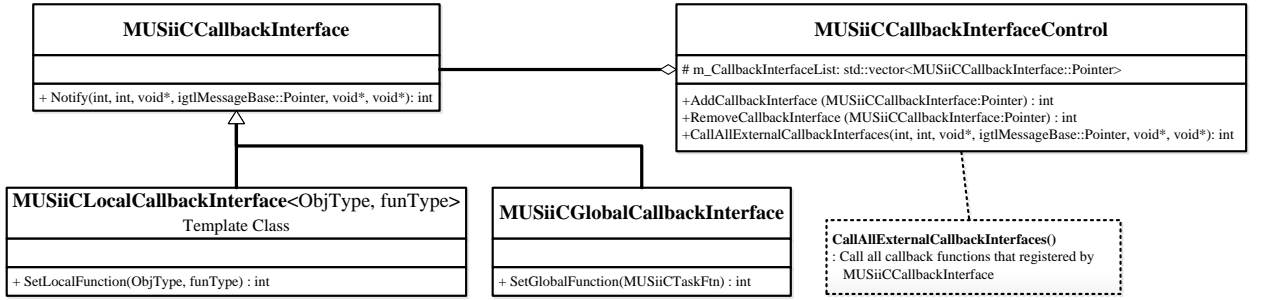 MUSiiCCallbackInterface
+ Notify(int, int, void*, igtlMessageBase::Pointer, void*, void*): int
MUSiiCCallbackInterfaceControl
# m_CallbackInterfaceList: std::vector<MUSiiCCallbackInterface::Pointer>
+AddCallbackInterface (MUSiiCCallbackInterface:Pointer) : int
+RemoveCallbackInterface (MUSiiCCallbackInterface:Pointer) : int
+CallAllExternalCallbackInterfaces(int, int, void*, igtlMessageBase::Pointer, void*, void*): int
MUSiiCLocalCallbackInterface<ObjType, funType>
Template Class
+ SetLocalFunction(ObjType, funType) : int
MUSiiCGlobalCallbackInterface
+ SetGlobalFunction(MUSiiCTaskFtn) : int
CallAllExternalCallbackInterfaces()
: Call all callback functions that registered by
MUSiiCCallbackInterface